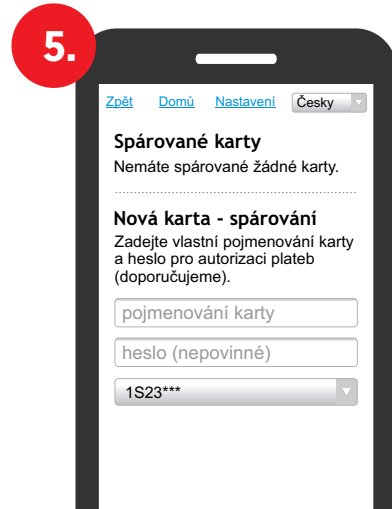 5.
Zpět Domů Nastavení Česky
Spárované karty
Nemáte spárované žádné karty.
Nová karta - spárování
Zadejte vlastní pojmenování karty
a heslo pro autorizaci plateb
(doporučujeme).
pojmenování karty
heslo (nepovinné)
1S23***